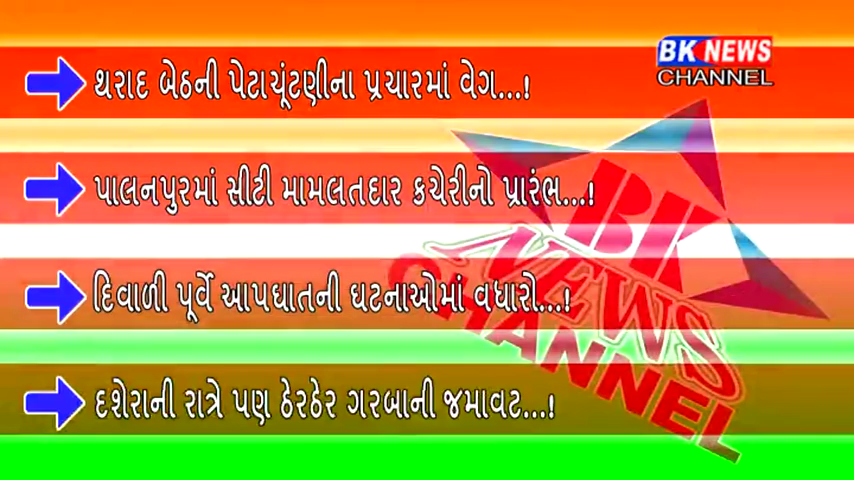 BK NEWS
CHANNEL
થરાદ બેઠની પેટાચૂંટણીના પ્રચારમાં વેગ...!
પાલનપુરમાં સીટી મામલતદાર કચેરીનો પ્રારંભ...!
દિવાળી પૂર્વે આપઘાતની ઘટનાઓમાં વધારો...!
દશેરાની રાત્રે પણ ઠેરઠેર ગરબાની જમાવટ...!
BK
NEWS
CHANNEL